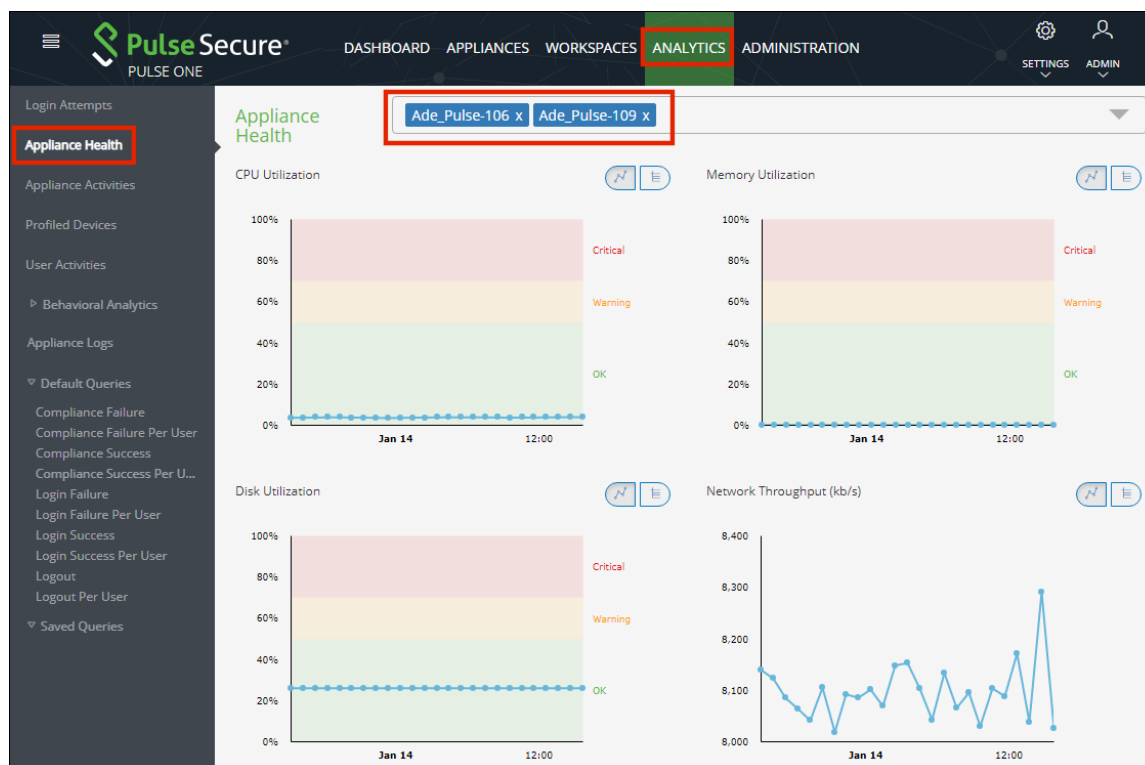 Pulse Secure®
PULSE ONE
DASHBOARD APPLIANCES WORKSPACES ANALYTICS ADMINISTRATION
SETTINGS
ADMIN
Login Attempts
Appliance Health
Appliance Activities
Profiled Devices
User Activities
Behavioral Analytics
Appliance Logs
Default Queries
Compliance Failure
Compliance Failure Per User
Compliance Success
Compliance Success Per U...
Login Failure
Login Failure Per User
Login Success
Login Success Per User
Logout
Logout Per User
Saved Queries
Appliance
Health
Ade_Pulse-106 x Ade_Pulse-109 x
CPU Utilization
100%
80%
60%
40%
20%
0%
Critical
Warning
OK
Jan 14 12:00
Memory Utilization
100%
80%
60%
40%
20%
0%
Critical
Warning
OK
Jan 14 12:00
Disk Utilization
100%
80%
60%
40%
20%
0%
Critical
Warning
OK
Jan 14 12:00
Network Throughput (kb/s)
8,400
8,300
8,200
8,100
8,000
Jan 14 12:00